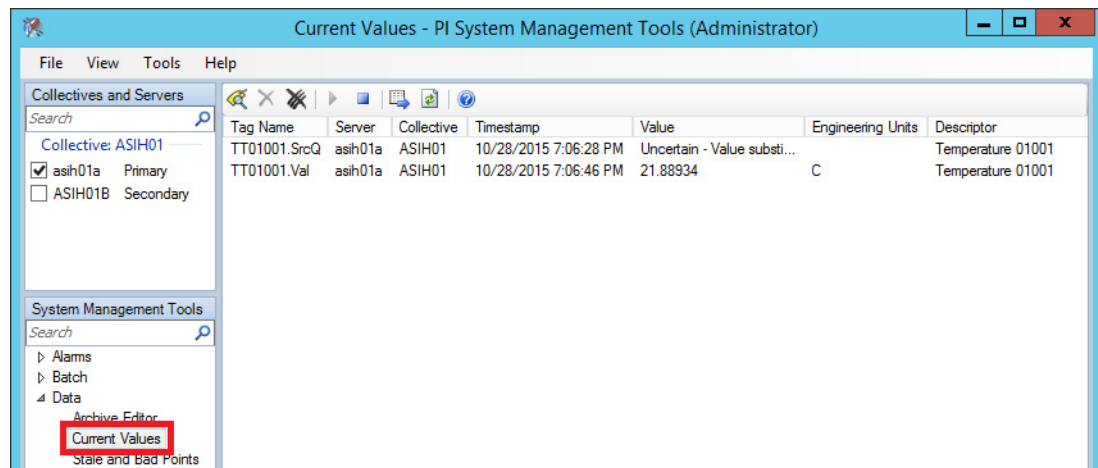 Current Values - PI System Management Tools (Administrator)
File View Tools Help
Collectives and Servers
Search
Collective: ASIH01
asih01a Primary
ASIH01B Secondary
Tag Name Server Collective Timestamp Value Engineering Units Descriptor
TT01001.SrcQ asih01a ASIH01 10/28/2015 7:06:28 PM Uncertain - Value substi... Temperature 01001
TT01001.Val asih01a ASIH01 10/28/2015 7:06:46 PM 21.88934 C Temperature 01001
System Management Tools
Search
Alarms
Batch
Data
Archive Editor
Current Values
Stale and Bad Points